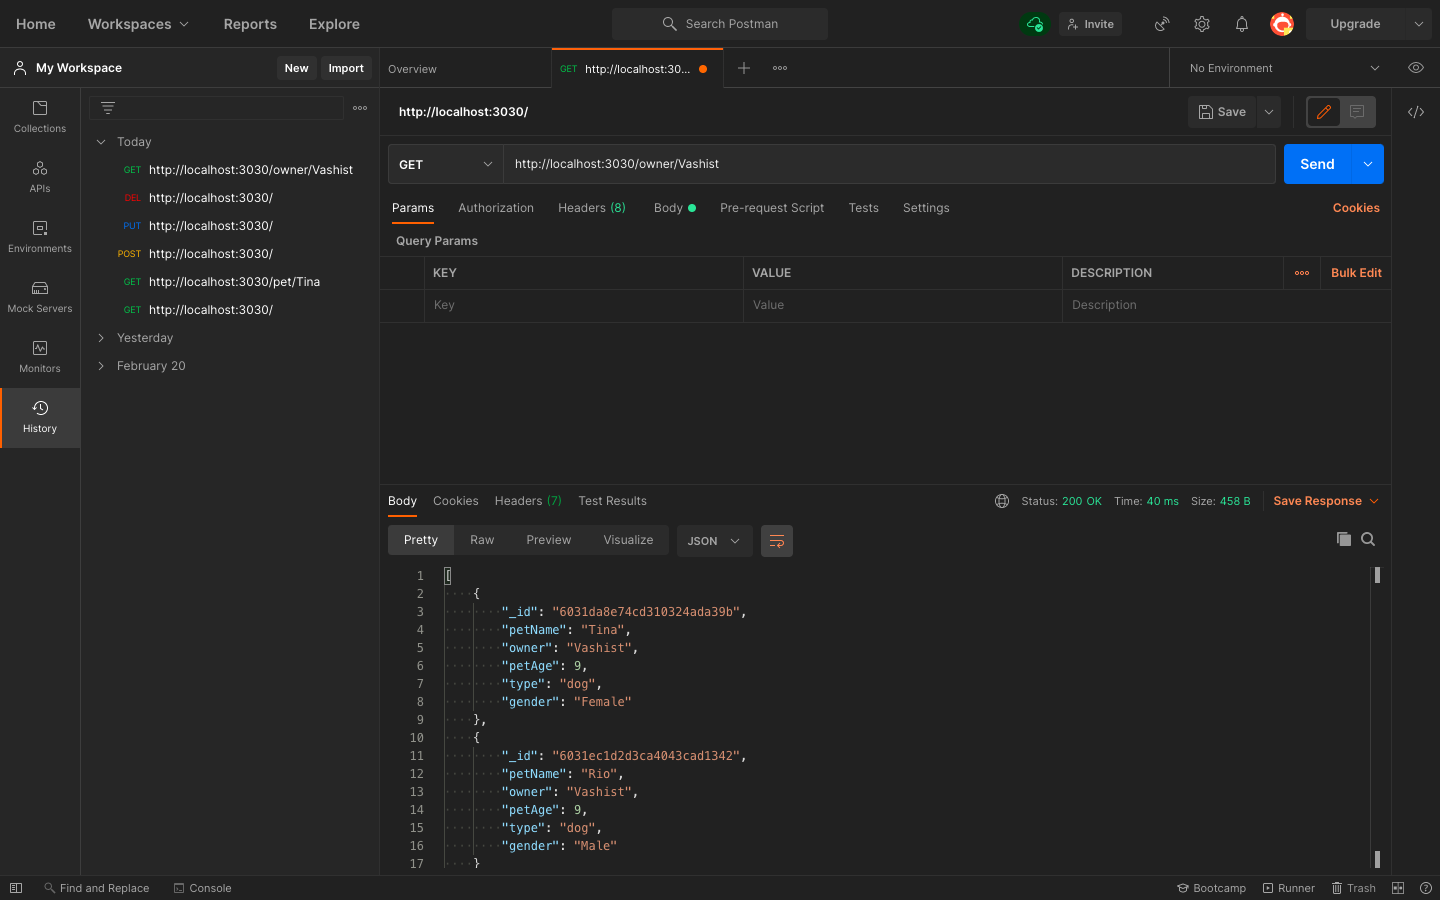 Home Workspaces Reports Explore Search Postman Invite Upgrade
My Workspace New Import Overview GET http://localhost:30... No Environment
Collections
APIs
Environments
Mock Servers
Monitors
History
Today
GET http://localhost:3030/owner/Vashist
DEL http://localhost:3030/
PUT http://localhost:3030/
POST http://localhost:3030/
GET http://localhost:3030/pet/Tina
GET http://localhost:3030/
Yesterday
February 20
http://localhost:3030/ Save
GET http://localhost:3030/owner/Vashist Send
Params Authorization Headers (8) Body Pre-request Script Tests Settings Cookies
Query Params
KEY VALUE DESCRIPTION Bulk Edit
Key Value Description
Body Cookies Headers (7) Test Results Status: 200 OK Time: 40 ms Size: 458 B Save Response
Pretty Raw Preview Visualize JSON
1 [
2 {
3 "_id": "6031da8e74cd310324ada39b",
4 "petName": "Tina",
5 "owner": "Vashist",
6 "petAge": 9,
7 "type": "dog",
8 "gender": "Female"
9 },
10 {
11 "_id": "6031ec1d2d3ca4043cad1342",
12 "petName": "Rio",
13 "owner": "Vashist",
14 "petAge": 9,
15 "type": "dog",
16 "gender": "Male"
17 }
Find and Replace Console Bootcamp Runner Trash